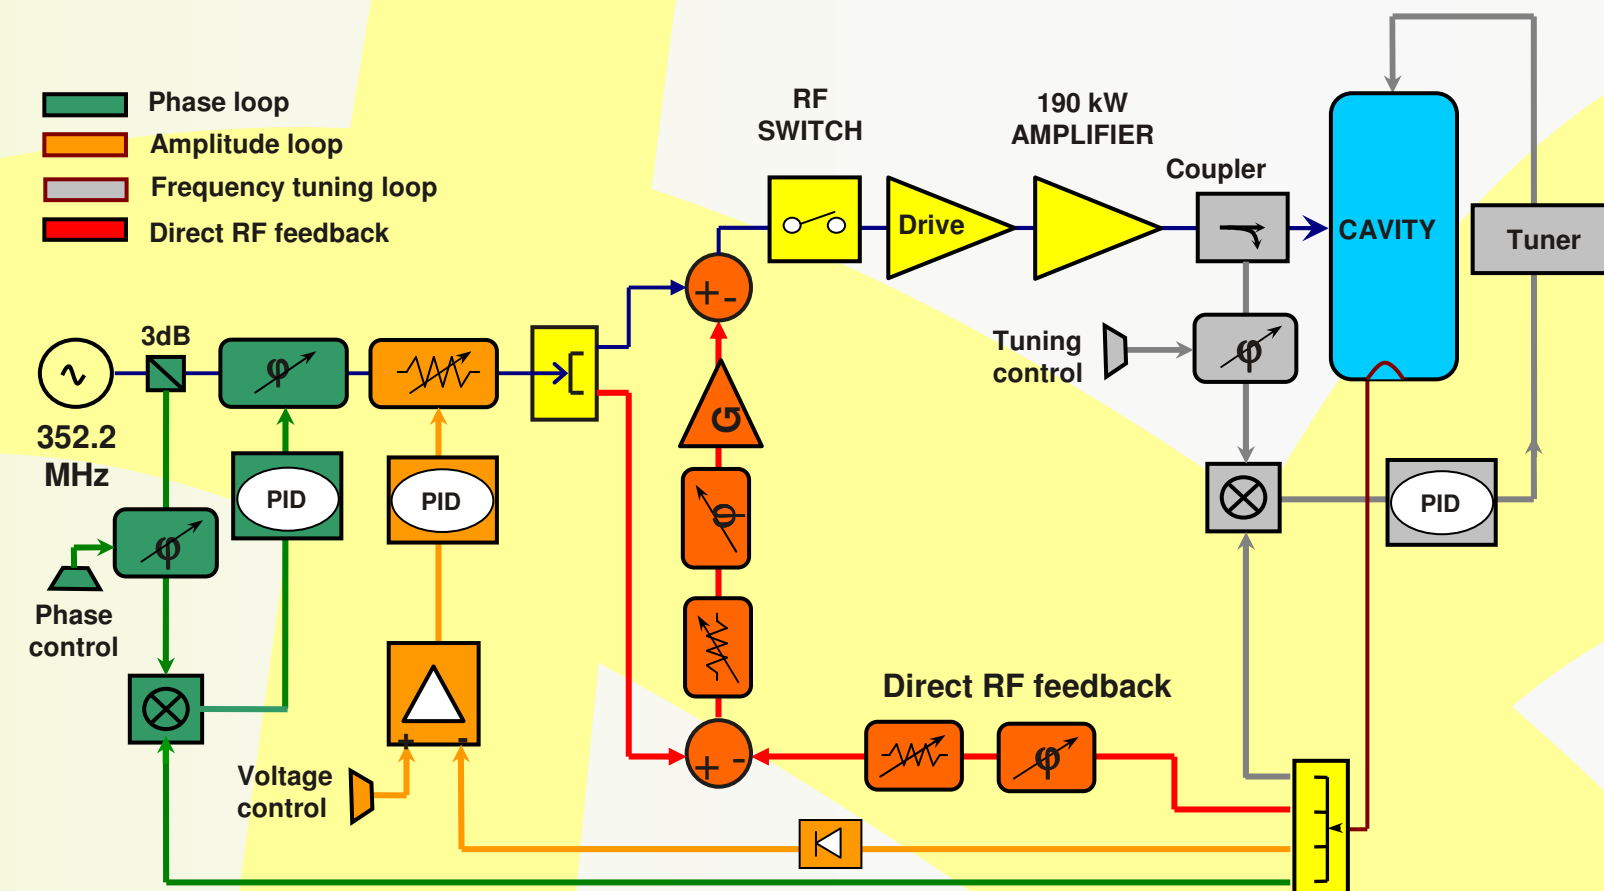 Phase loop
Amplitude loop
Frequency tuning loop
Direct RF feedback
RF
SWITCH
190 kW
AMPLIFIER
Coupler
Drive
CAVITY
Tuner
+ -
3dB
φ
352.2
MHz
Tuning
control
φ
G
PID
PID
PID
φ
φ
Phase
control
Direct RF feedback
+ -
Voltage
control
+ -
φ